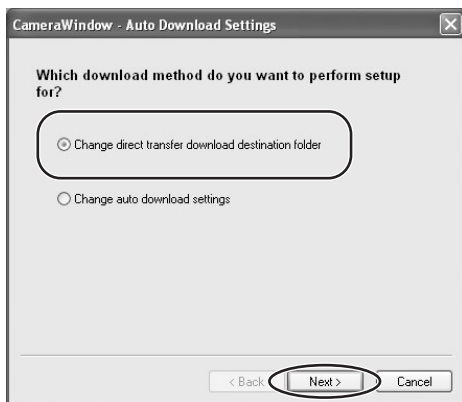 CameraWindow - Auto Download Settings
Which download method do you want to perform setup
for?
Change direct transfer download destination folder
Change auto download settings
< Back Next > Cancel